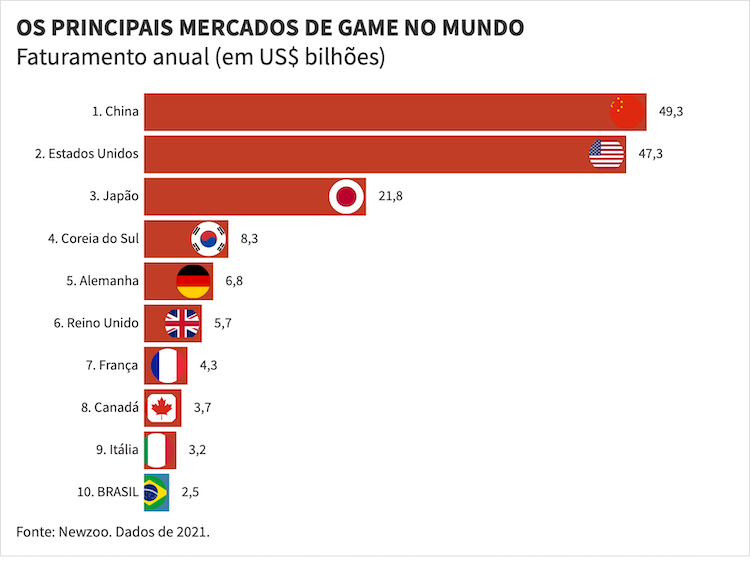 OS PRINCIPAIS MERCADOS DE GAME NO MUNDO
Faturamento anual (em US$ bilhões)
1. China 49,3
2. Estados Unidos 47,3
3. Japão 21,8
4. Coreia do Sul 8,3
5. Alemanha 6,8
6. Reino Unido 5,7
7. França 4,3
8. Canadá 3,7
9. Itália 3,2
10. BRASIL 2,5
Fonte: Newzoo. Dados de 2021.